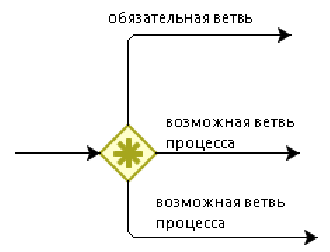 обязательная ветвь
возможная ветвь
процесса
возможная ветвь
процесса